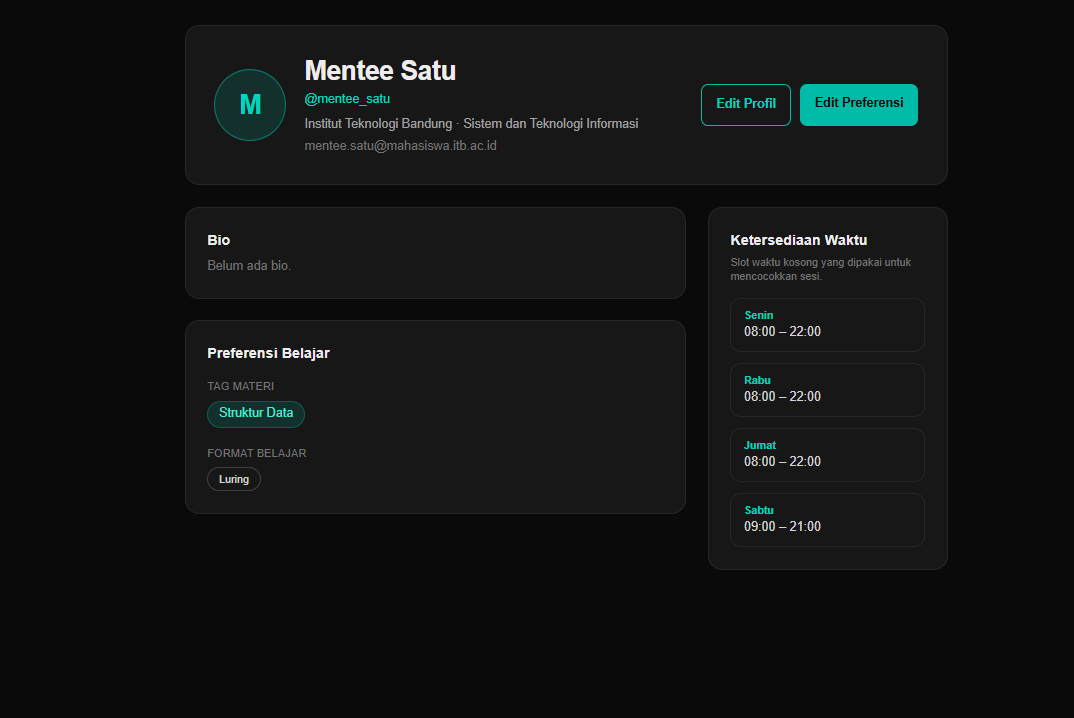 M
Mentee Satu
@mentee_satu
Institut Teknologi Bandung · Sistem dan Teknologi Informasi
mentee.satu@mahasiswa.itb.ac.id
Edit Profil
Edit Preferensi
Bio
Belum ada bio.
Preferensi Belajar
TAG MATERI
Struktur Data
FORMAT BELAJAR
Luring
Ketersediaan Waktu
Slot waktu kosong yang dipakai untuk
mencocokkan sesi.
Senin
08:00 – 22:00
Rabu
08:00 – 22:00
Jumat
08:00 – 22:00
Sabtu
09:00 – 21:00